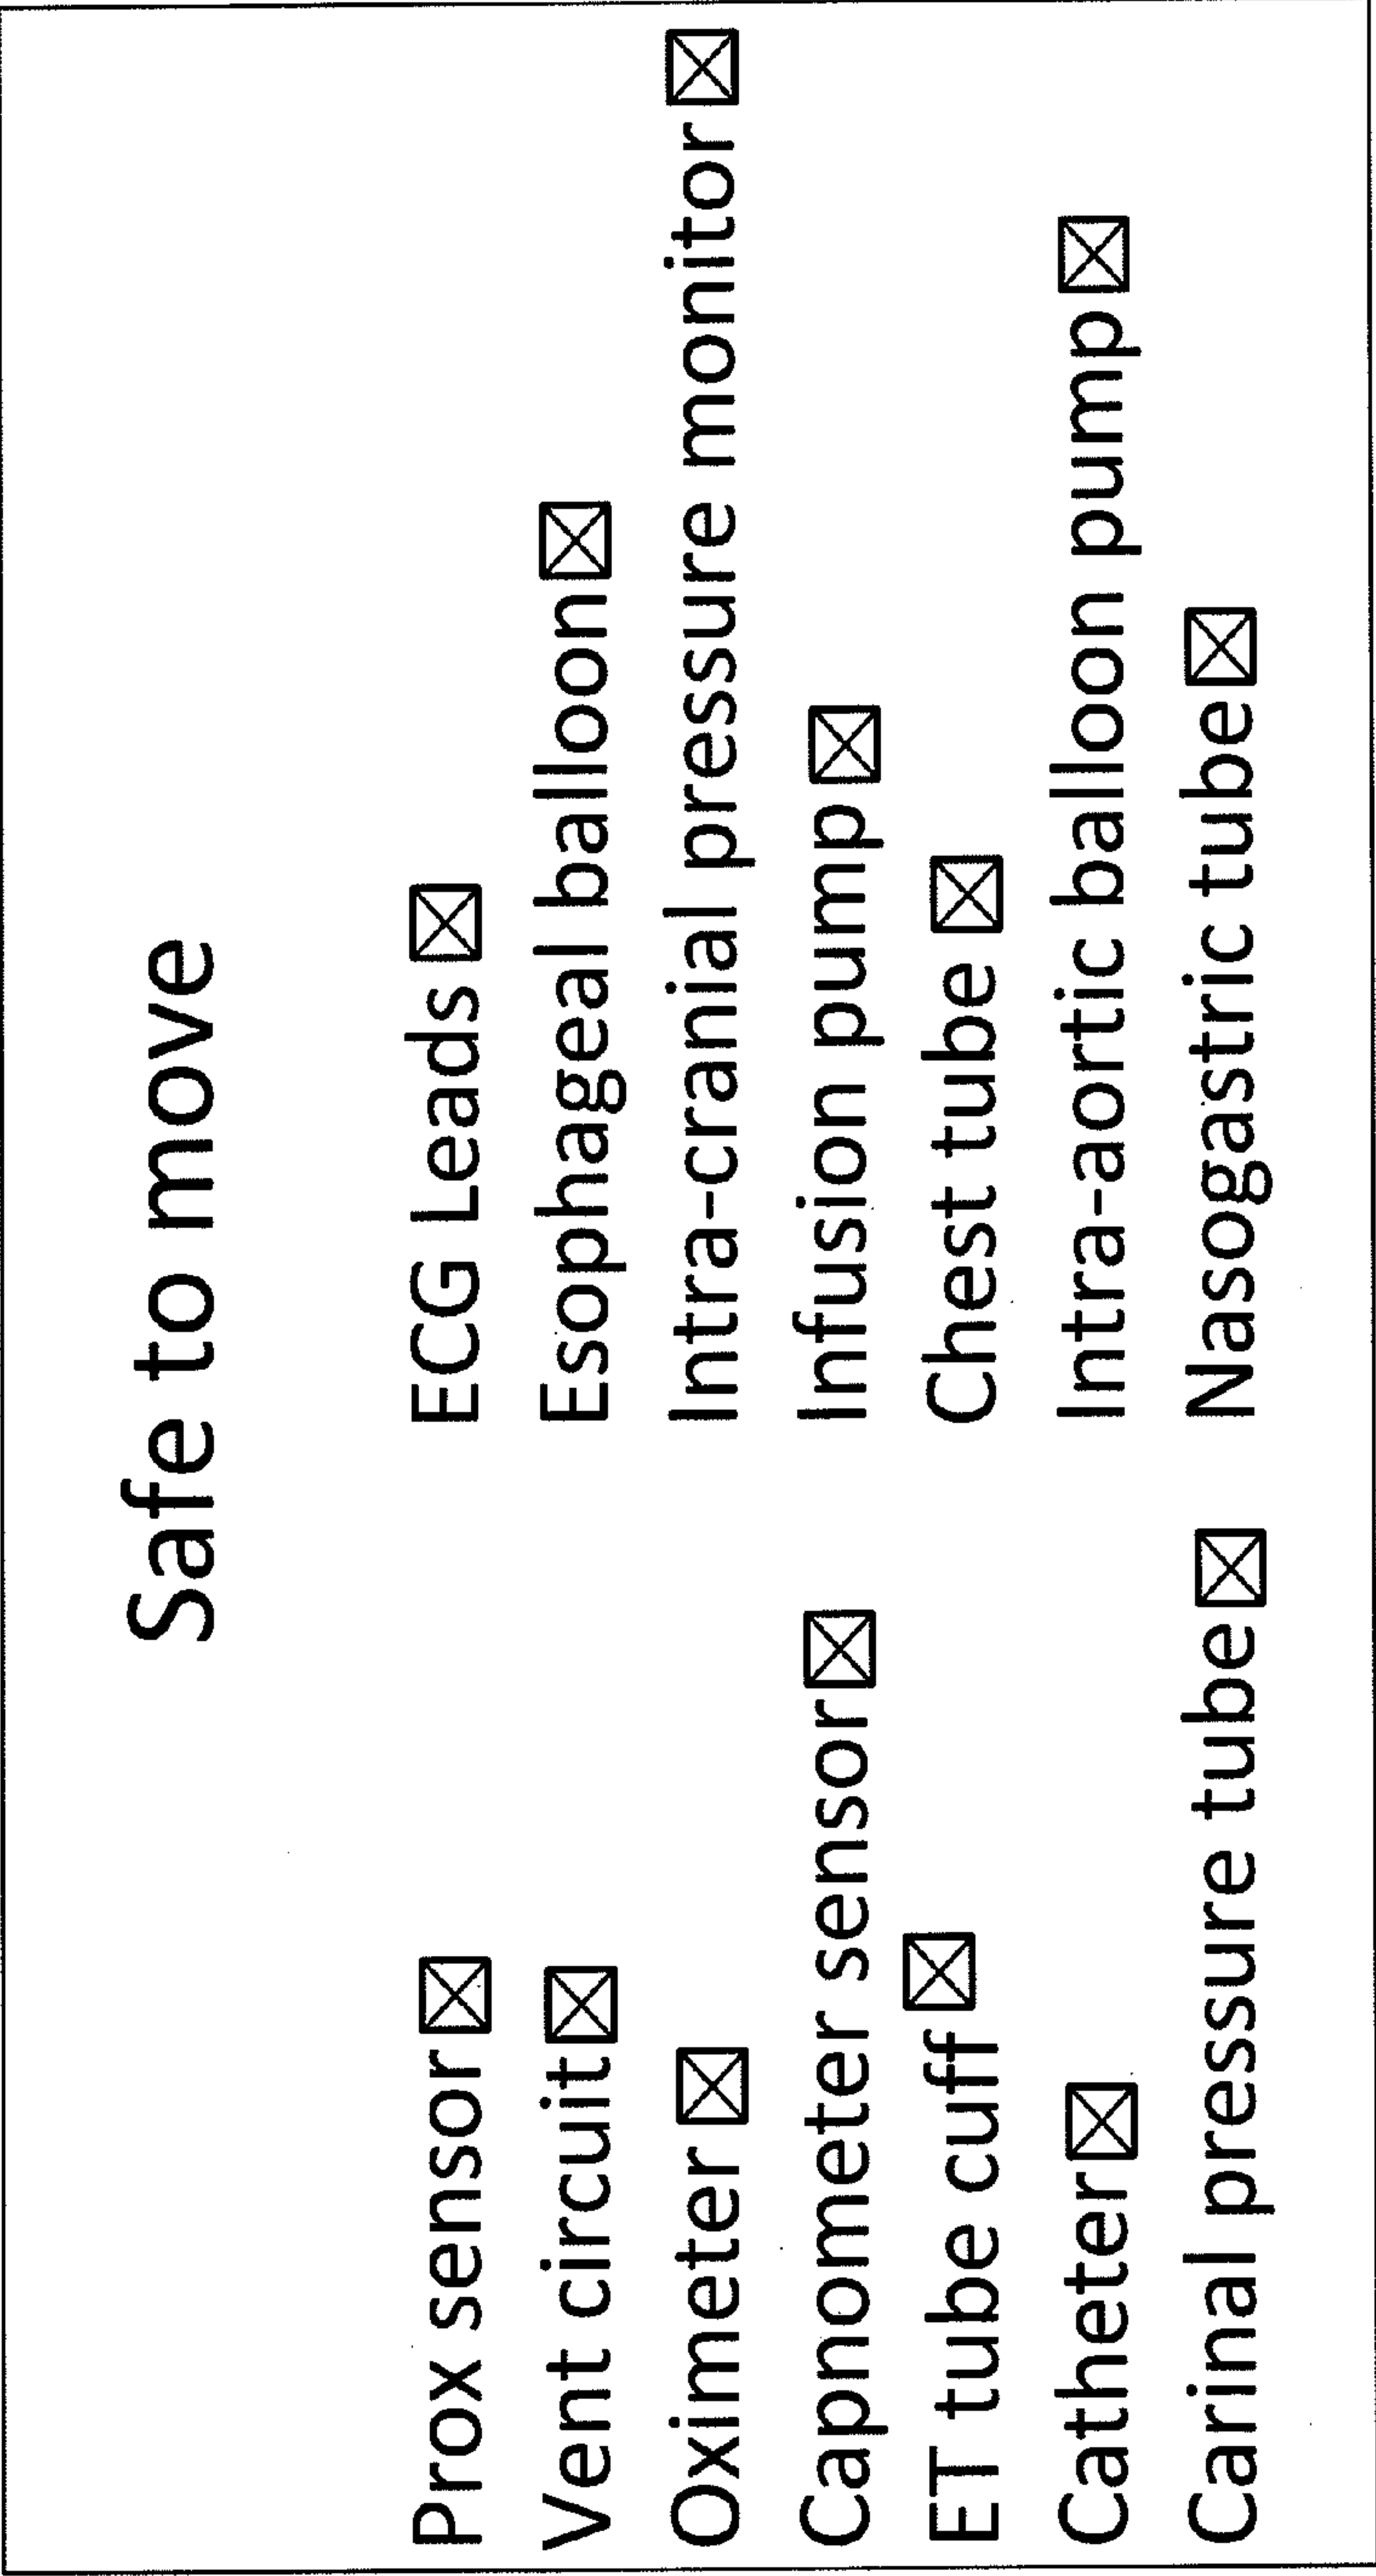 Safe to move
Prox sensor ☒
Vent circuit ☒
Oximeter ☒
Capnometer sensor ☒
ET tube cuff ☒
Catheter ☒
Carinal pressure tube ☒
ECG Leads ☒
Esophageal balloon ☒
Intra-cranial pressure monitor ☒
Infusion pump ☒
Chest tube ☒
Intra-aortic balloon pump ☒
Nasogastric tube ☒